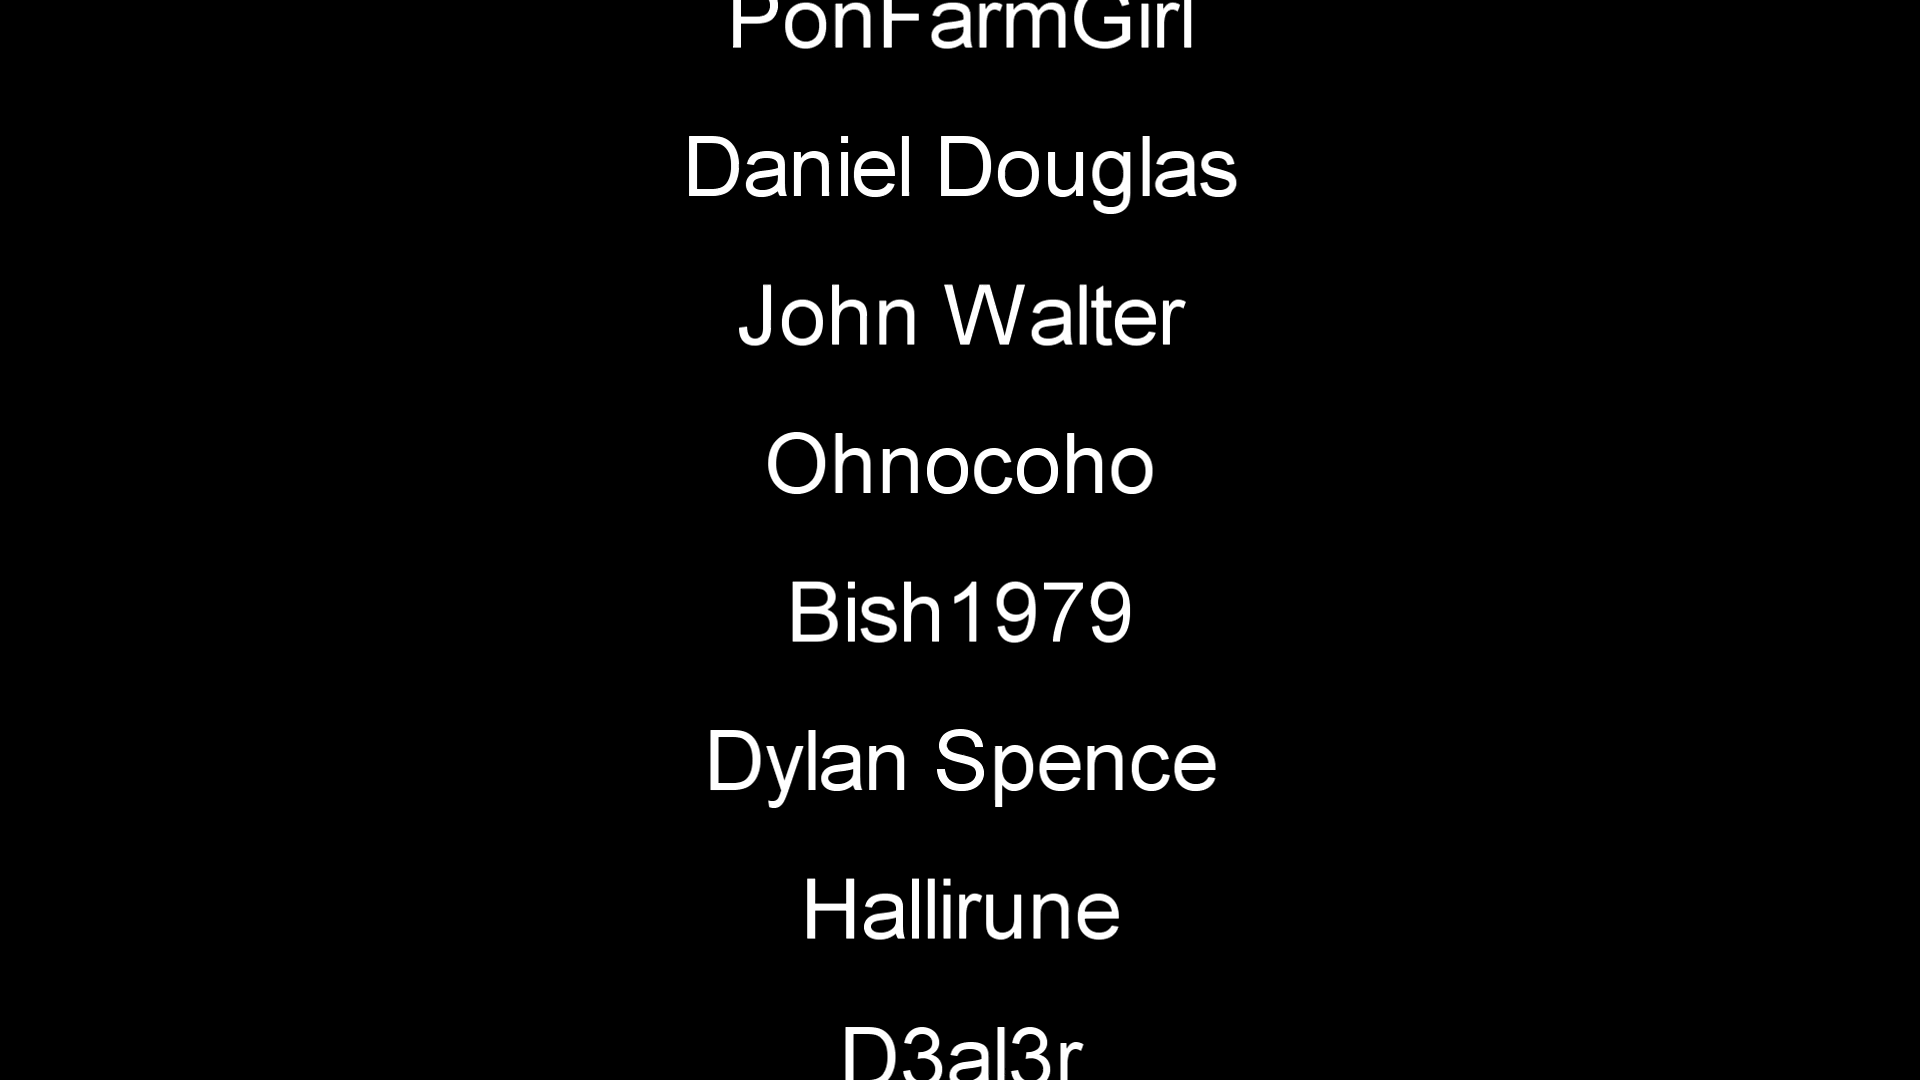 PonFarmGirl
Daniel Douglas
John Walter
Ohnocoho
Bish1979
Dylan Spence
Hallirune
D3al3r